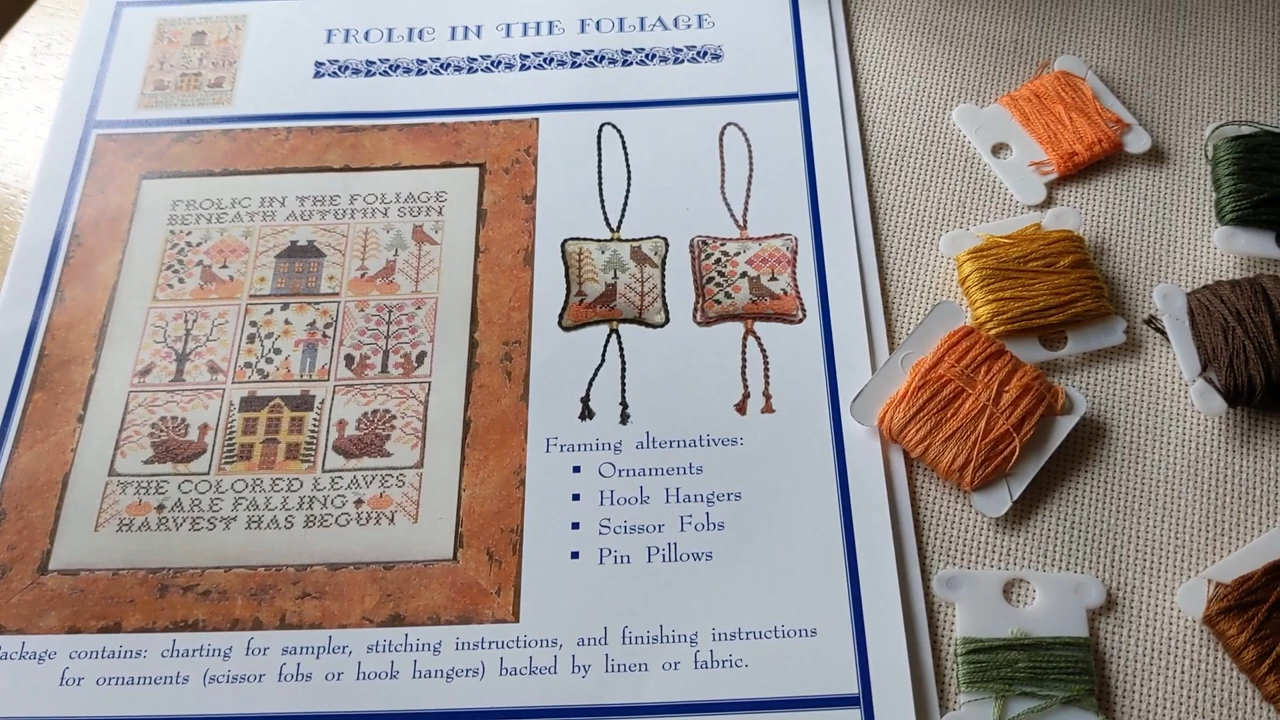 FROLIC IN THE FOLIAGE
FROLIC IN THE FOLIAGE
BENEATH AUTUMN SUN
THE COLORED LEAVES
ARE FALLING
HARVEST HAS BEGUN
Framing alternatives:
▪ Ornaments
▪ Hook Hangers
▪ Scissor Fobs
▪ Pin Pillows
Package contains: charting for sampler, stitching instructions, and finishing instructions
for ornaments (scissor fobs or hook hangers) backed by linen or fabric.